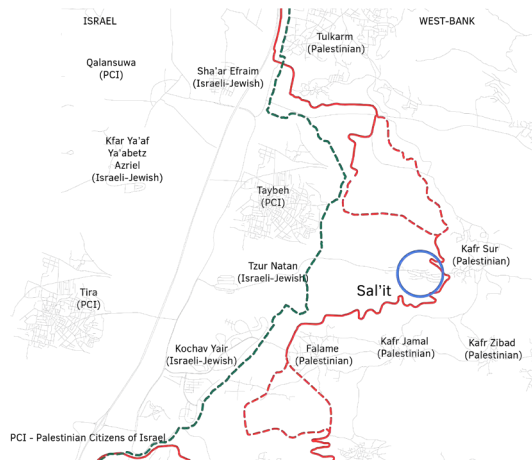 ISRAEL
WEST-BANK
Tulkarm
(Palestinian)
Qalansuwa
(PCI)
Sha'ar Efraim
(Israeli-Jewish)
Kfar Ya'af
Ya'abetz
Azriel
(Israeli-Jewish)
Taybeh
(PCI)
Kafr Sur
(Palestinian)
Tzur Natan
(Israeli-Jewish)
Sal'it
Tira
(PCI)
Kochav Yair
(Israeli-Jewish)
Falame
(Palestinian)
Kafr Jamal
(Palestinian)
Kafr Zibad
(Palestinian)
PCI - Palestinian Citizens of Israel